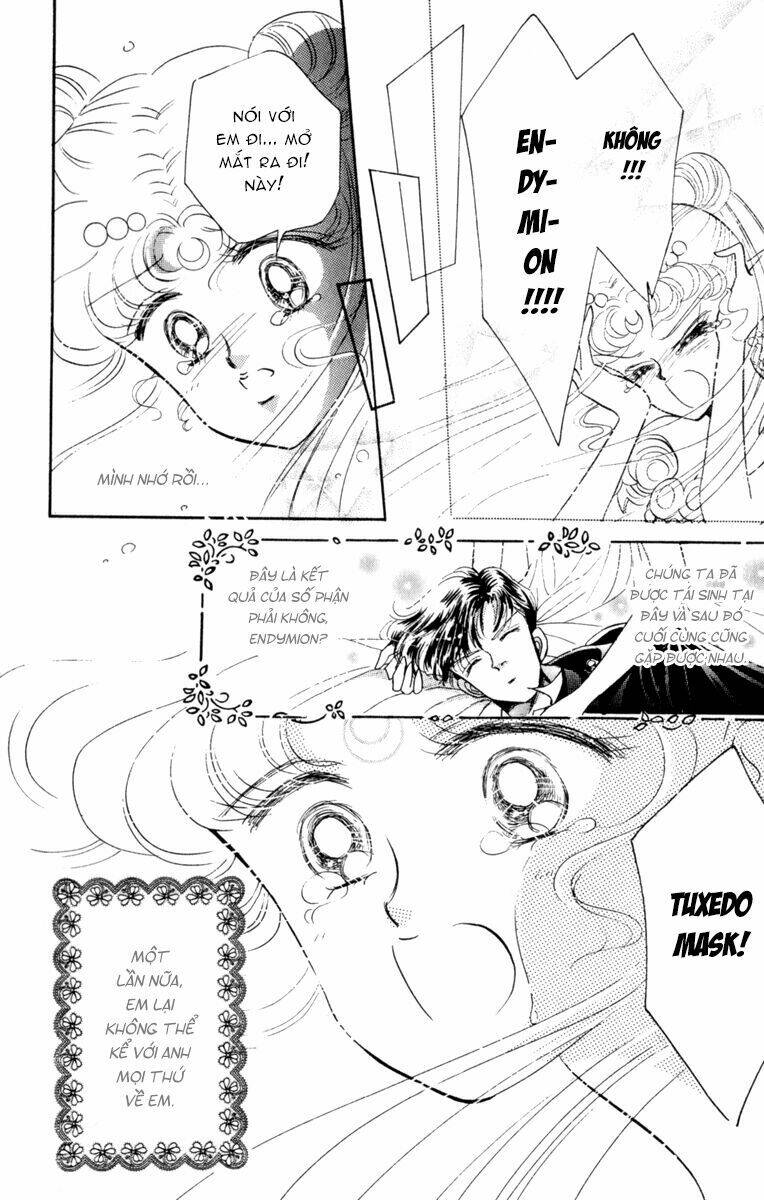 KHÔNG
!!!
EN-
DY-
MI-
ON
!!!!
NÓI VỚI
EM ĐI... MỞ
MẮT RA ĐI!
NÀY!
MÌNH NHỚ RỒI...
CHÚNG TA ĐÃ
ĐƯỢC TÁI SINH TẠI
ĐÂY VÀ SAU ĐÓ
CUỐI CÙNG CŨNG
GẶP ĐƯỢC NHAU.
ĐÂY LÀ KẾT
QUẢ CỦA SỐ PHẬN
PHẢI KHÔNG,
ENDYMION?
TUXEDO
MASK!
MỘT
LẦN NỮA,
EM LẠI
KHÔNG THỂ
KỂ VỚI ANH
MỌI THỨ
VỀ EM.